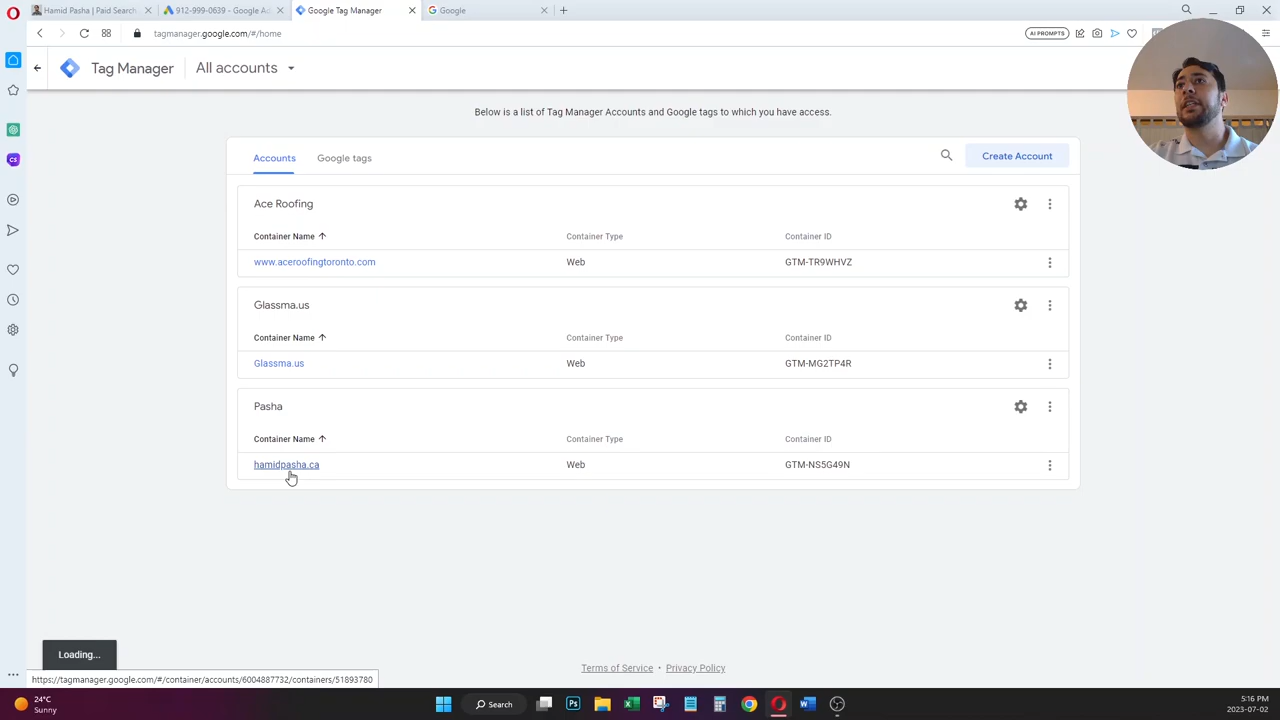 Hamid Pasha | Paid Search
912-999-0639 - Google Ad
Google Tag Manager
Google
tagmanager.google.com/#/home
AI PROMPTS
Tag Manager
All accounts
Below is a list of Tag Manager Accounts and Google tags to which you have access.
Accounts
Google tags
Create Account
Ace Roofing
Container Name
Container Type
Container ID
www.aceroofingtoronto.com
Web
GTM-TR9WHVZ
Glassma.us
Container Name
Container Type
Container ID
Glassma.us
Web
GTM-MG2TP4R
Pasha
Container Name
Container Type
Container ID
hamidpasha.ca
Web
GTM-NS5G49N
Loading...
Terms of Service • Privacy Policy
https://tagmanager.google.com/#/container/accounts/6004887732/containers/51893780
24°C
Sunny
Search
5:16 PM
2023-07-02